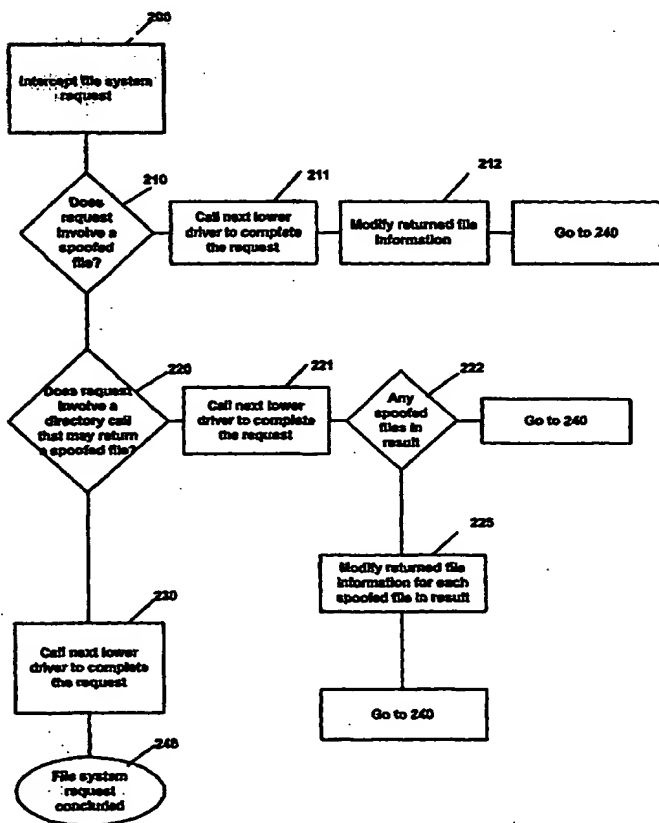 200
Intercept file system
request
210
Does
request
involve a
spoofed
file?
211
Call next lower
driver to complete
the request
212
Modify returned file
information
Go to 240
220
Does request
involve a
directory call
that may return
a spoofed file?
221
Call next lower
driver to complete
the request
222
Any
spoofed
files in
result
Go to 240
225
Modify returned file
information for each
spoofed file in result
Go to 240
230
Call next lower
driver to complete
the request
240
File system
request
concluded